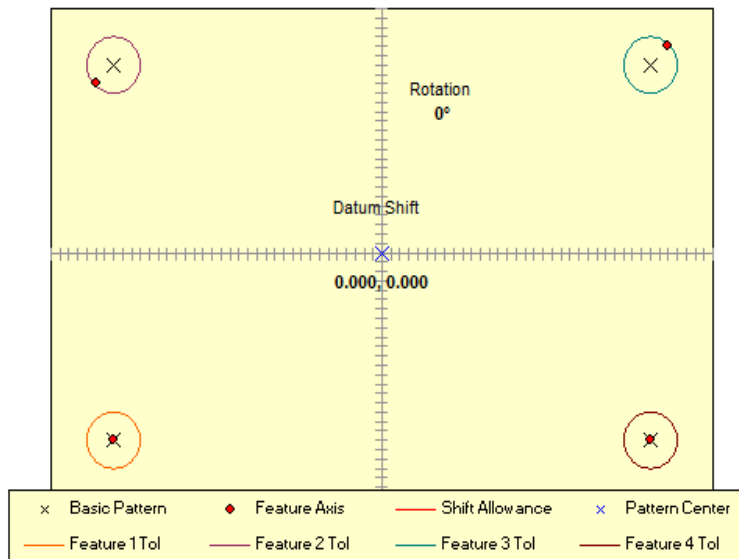 Rotation
0°
Datum Shift
0.000, 0.000
Basic Pattern Feature Axis Shift Allowance Pattern Center
Feature 1 Tol Feature 2 Tol Feature 3 Tol Feature 4 Tol